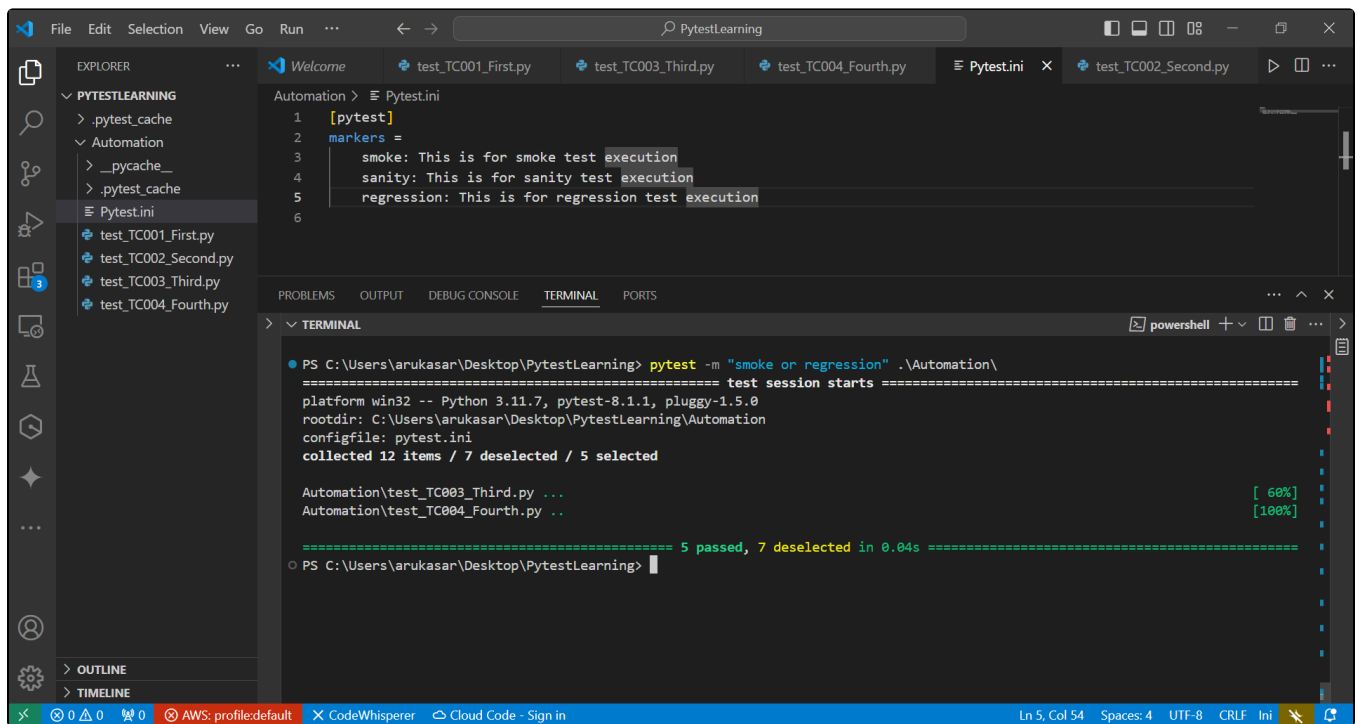 File Edit Selection View Go Run ··· ← → PytestLearning
EXPLORER ···
PYTESTLEARNING
.pytest_cache
Automation
__pycache__
.pytest_cache
Pytest.ini
test_TC001_First.py
test_TC002_Second.py
test_TC003_Third.py
test_TC004_Fourth.py
OUTLINE
TIMELINE
3
Welcome test_TC001_First.py test_TC003_Third.py test_TC004_Fourth.py Pytest.ini test_TC002_Second.py
Automation > Pytest.ini
1 [pytest]
2 markers =
3 smoke: This is for smoke test execution
4 sanity: This is for sanity test execution
5 regression: This is for regression test execution
6
PROBLEMS OUTPUT DEBUG CONSOLE TERMINAL PORTS
TERMINAL powershell
PS C:\Users\arukasar\Desktop\PytestLearning> pytest -m "smoke or regression" .\Automation\
====================================================== test session starts ======================================================
platform win32 -- Python 3.11.7, pytest-8.1.1, pluggy-1.5.0
rootdir: C:\Users\arukasar\Desktop\PytestLearning\Automation
configfile: pytest.ini
collected 12 items / 7 deselected / 5 selected
Automation\test_TC003_Third.py ... [ 60%]
Automation\test_TC004_Fourth.py .. [100%]
================================================ 5 passed, 7 deselected in 0.04s ================================================
PS C:\Users\arukasar\Desktop\PytestLearning>
0 0 0 AWS: profile:default CodeWhisperer Cloud Code - Sign in Ln 5, Col 54 Spaces: 4 UTF-8 CRLF Ini